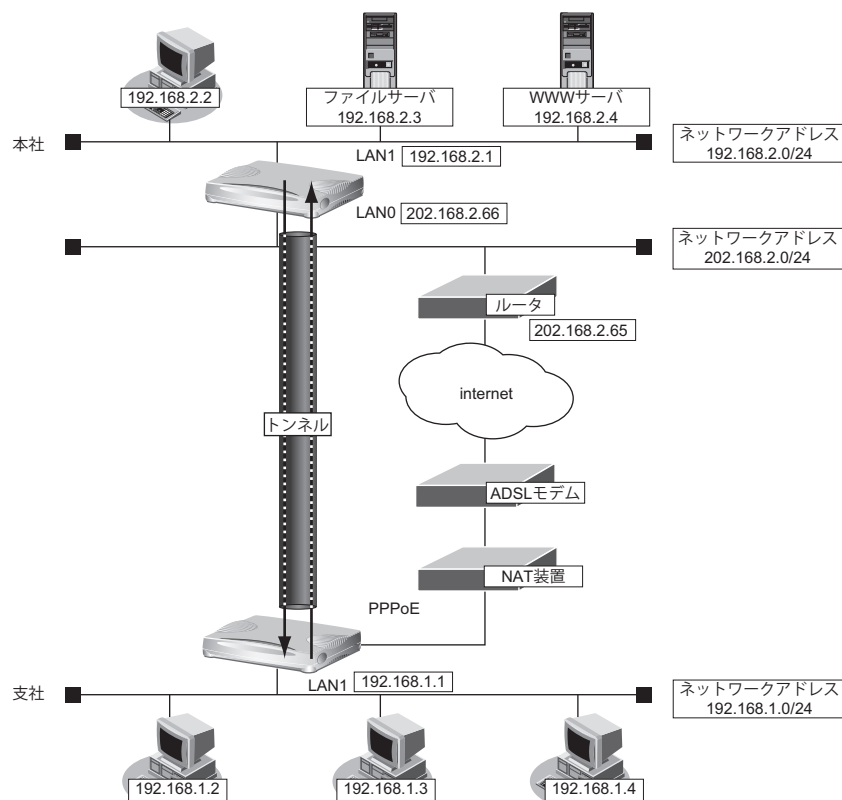 192.168.2.2
ファイルサーバ
192.168.2.3
WWWサーバ
192.168.2.4
本社
ネットワークアドレス
192.168.2.0/24
LAN1
192.168.2.1
LAN0
202.168.2.66
ネットワークアドレス
202.168.2.0/24
ルータ
202.168.2.65
internet
トンネル
ADSLモデム
NAT装置
PPPoE
LAN1
192.168.1.1
支社
ネットワークアドレス
192.168.1.0/24
192.168.1.2
192.168.1.3
192.168.1.4